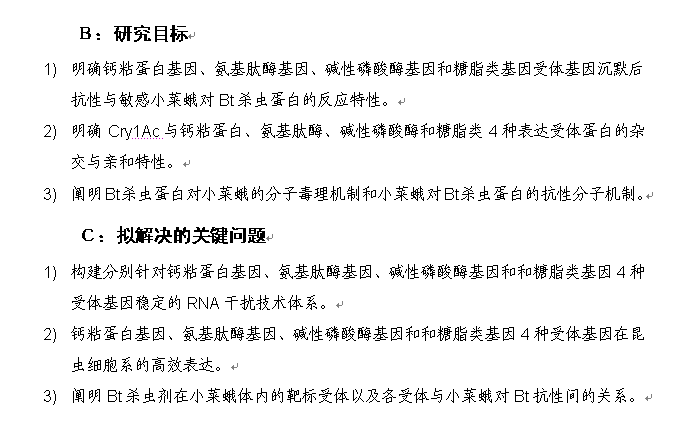 B：研究目标
1) 明确钙粘蛋白基因、氨基肽酶基因、碱性磷酸酶基因和糖脂类基因受体基因沉默后
抗性与敏感小菜蛾对Bt杀虫蛋白的反应特性。
2) 明确 Cry1Ac与钙粘蛋白、氨基肽酶、碱性磷酸酶和糖脂类 4 种表达受体蛋白的杂
交与亲和特性。
3) 阐明Bt杀虫蛋白对小菜蛾的分子毒理机制和小菜蛾对Bt杀虫蛋白的抗性分子机制。
C：拟解决的关键问题
1) 构建分别针对钙粘蛋白基因、氨基肽酶基因、碱性磷酸酶基因和和糖脂类基因 4 种
受体基因稳定的 RNA 干扰技术体系。
2) 钙粘蛋白基因、氨基肽酶基因、碱性磷酸酶基因和和糖脂类基因 4 种受体基因在昆
虫细胞系的高效表达。
3) 阐明 Bt 杀虫剂在小菜蛾体内的靶标受体以及各受体与小菜蛾对 Bt 抗性间的关系。